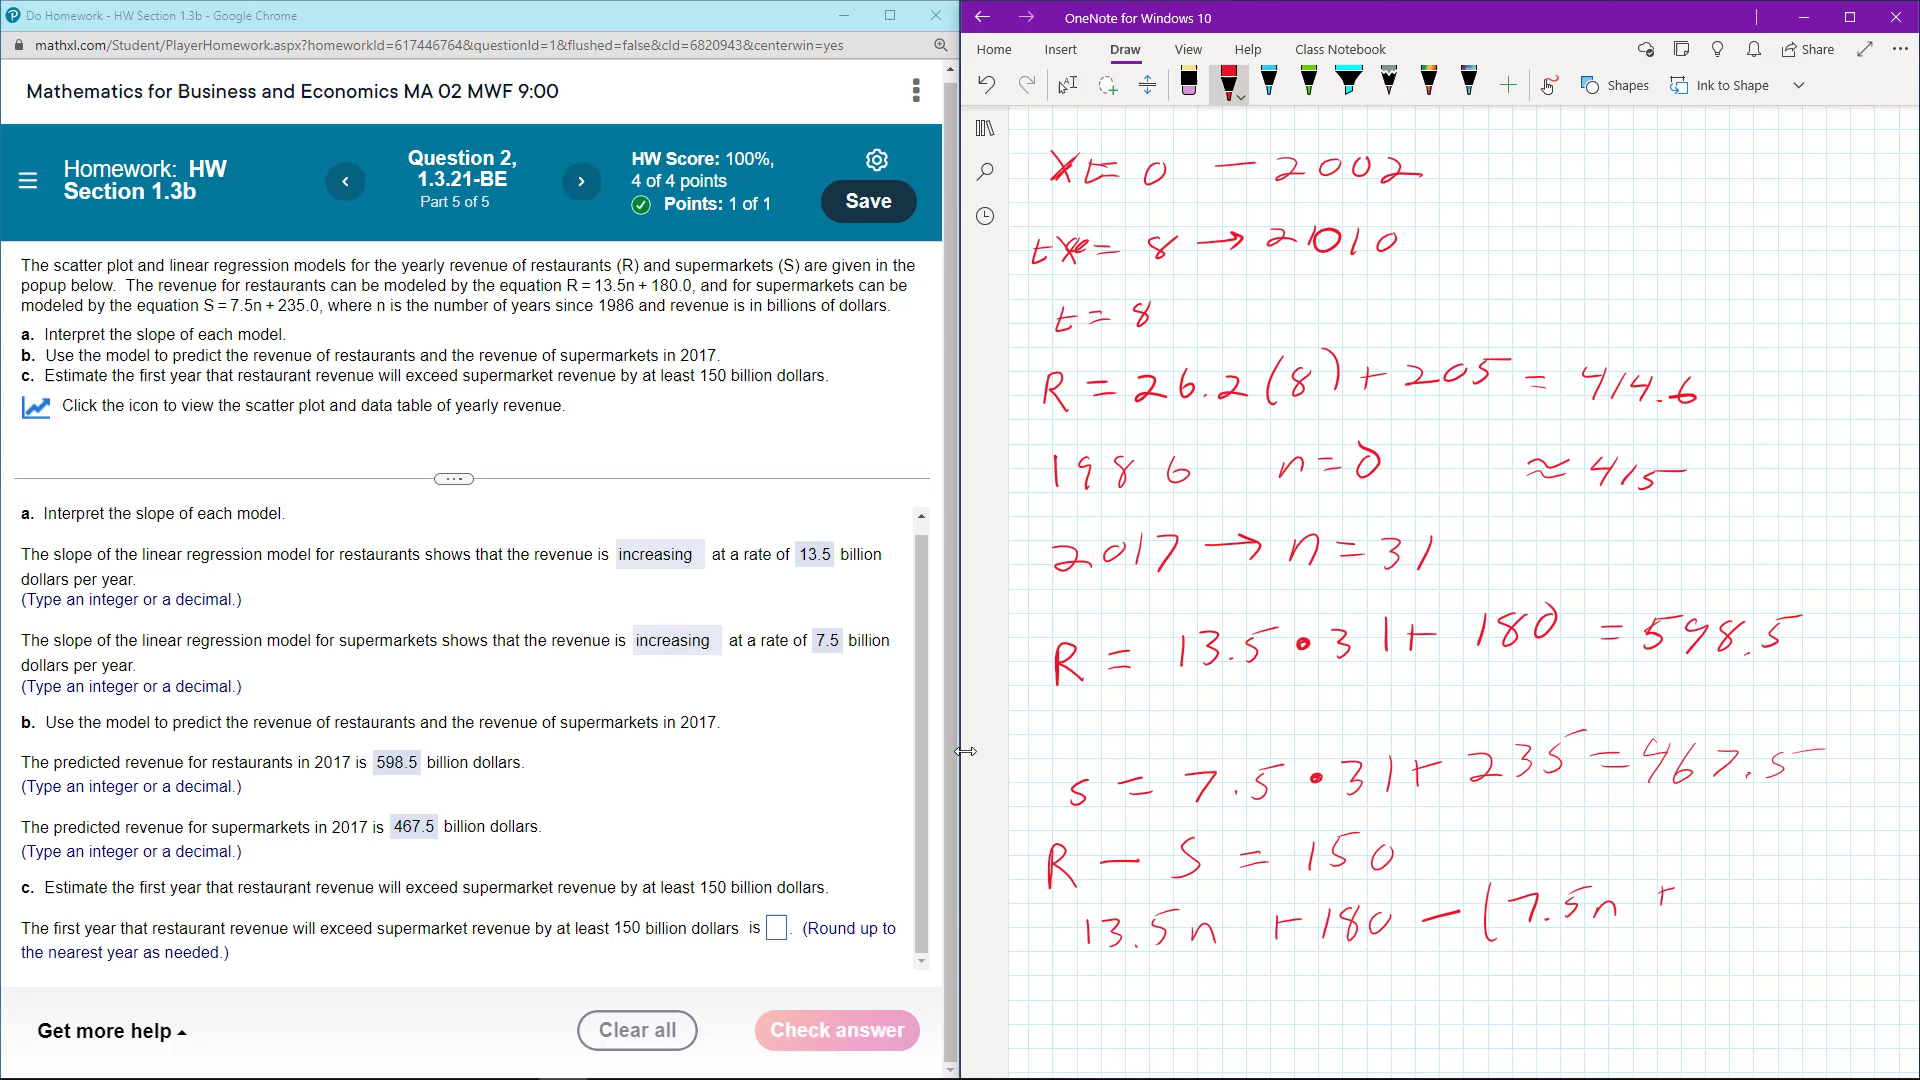 Do Homework - HW Section 1.3b - Google Chrome
mathxl.com/Student/PlayerHomework.aspx?homeworkId=617446764&questionId=1&flushed=false&cId=6820943&centerwin=yes
Mathematics for Business and Economics MA 02 MWF 9:00
Homework: HW Section 1.3b
Question 2, 1.3.21-BE
Part 5 of 5
HW Score: 100%, 4 of 4 points
Points: 1 of 1
Save
The scatter plot and linear regression models for the yearly revenue of restaurants (R) and supermarkets (S) are given in the
popup below. The revenue for restaurants can be modeled by the equation R = 13.5n + 180.0, and for supermarkets can be
modeled by the equation S = 7.5n + 235.0, where n is the number of years since 1986 and revenue is in billions of dollars.
a. Interpret the slope of each model.
b. Use the model to predict the revenue of restaurants and the revenue of supermarkets in 2017.
c. Estimate the first year that restaurant revenue will exceed supermarket revenue by at least 150 billion dollars.
Click the icon to view the scatter plot and data table of yearly revenue.
a. Interpret the slope of each model.
The slope of the linear regression model for restaurants shows that the revenue is increasing at a rate of 13.5 billion
dollars per year.
(Type an integer or a decimal.)
The slope of the linear regression model for supermarkets shows that the revenue is increasing at a rate of 7.5 billion
dollars per year.
(Type an integer or a decimal.)
b. Use the model to predict the revenue of restaurants and the revenue of supermarkets in 2017.
The predicted revenue for restaurants in 2017 is 598.5 billion dollars.
(Type an integer or a decimal.)
The predicted revenue for supermarkets in 2017 is 467.5 billion dollars.
(Type an integer or a decimal.)
c. Estimate the first year that restaurant revenue will exceed supermarket revenue by at least 150 billion dollars.
The first year that restaurant revenue will exceed supermarket revenue by at least 150 billion dollars is . (Round up to
the nearest year as needed.)
Get more help
Clear all
Check answer
OneNote for Windows 10
Home Insert Draw View Help Class Notebook Share
Shapes Ink to Shape
t = 0 — 2002
t = 8 → 21010
t = 8
R = 26.2(8) + 205 = 414.6
1986 n = 0 ≈ 415
2017 → n = 31
R = 13.5 • 31 + 180 = 598.5
S = 7.5 • 31 + 235 = 467.5
R - S = 150
13.5n + 180 - (7.5n +